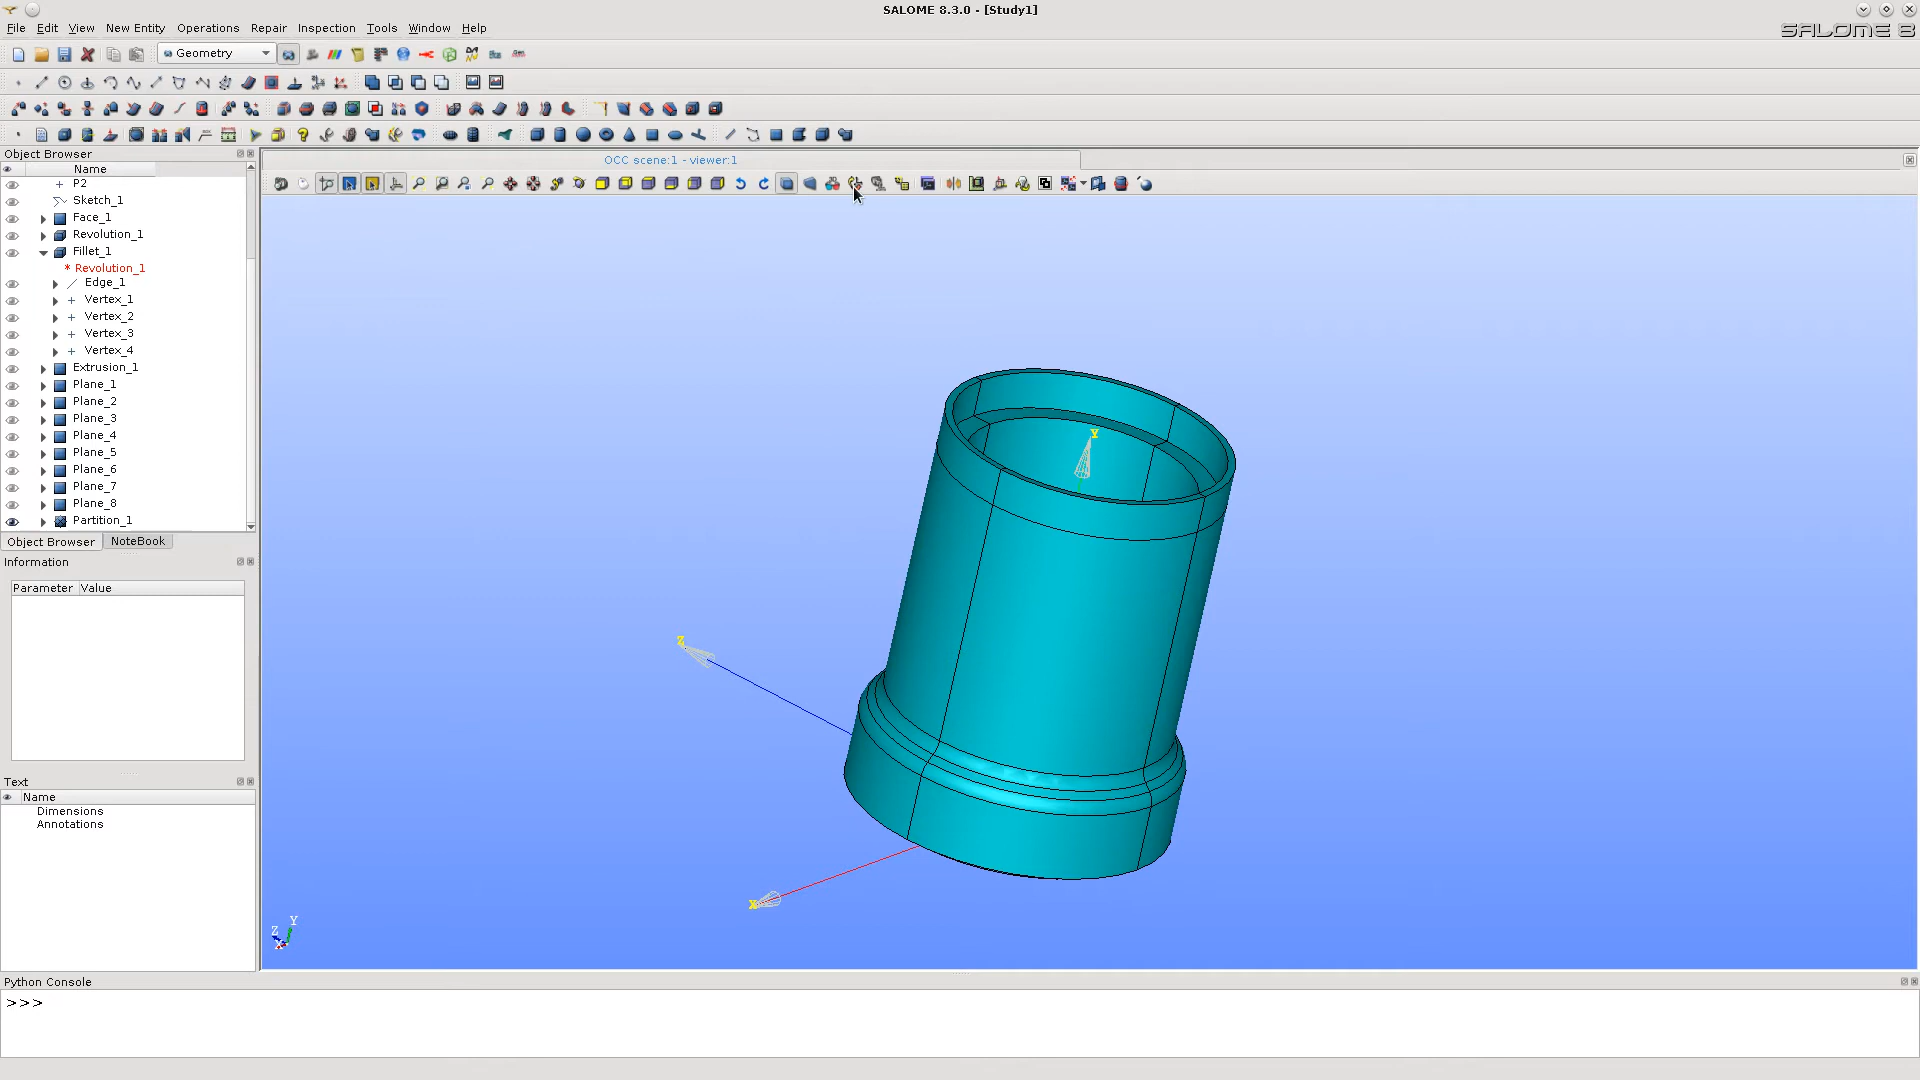 SALOME 8.3.0 - [Study1]
File Edit View New Entity Operations Repair Inspection Tools Window Help
SALOME 8
Geometry
Object Browser
OCC scene:1 - viewer:1
Name
P2
Sketch_1
Face_1
Revolution_1
Fillet_1
* Revolution_1
Edge_1
Vertex_1
Vertex_2
Vertex_3
Vertex_4
Extrusion_1
Plane_1
Plane_2
Plane_3
Plane_4
Plane_5
Plane_6
Plane_7
Plane_8
Partition_1
Object Browser NoteBook
Information
Parameter Value
Text
Name
Dimensions
Annotations
Y
Z
X
Y
Z
X
Python Console
>>>